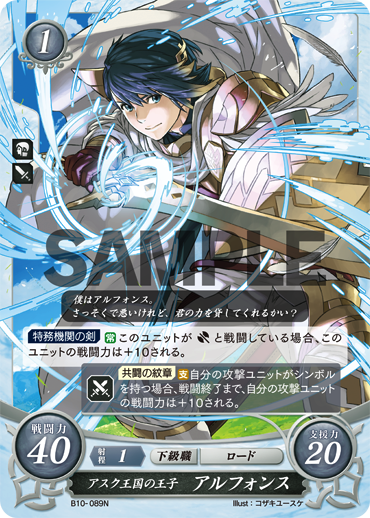 1
SAMPLE
僕はアルフォンス。
さっそくで悪いけれど、君の力を貸してくれるかい?
特務機関の剣 常このユニットが と戦闘している場合、この
ユニットの戦闘力は+10される。
共闘の紋章 支自分の攻撃ユニットがシンボル
を持つ場合、戦闘終了まで、自分の攻撃ユニット
の戦闘力は+10される。
戦闘力
40
射程 1 下級職 ロード
支援力
20
アスク王国の王子 アルフォンス
B10-089N
Illust:コザキユースケ